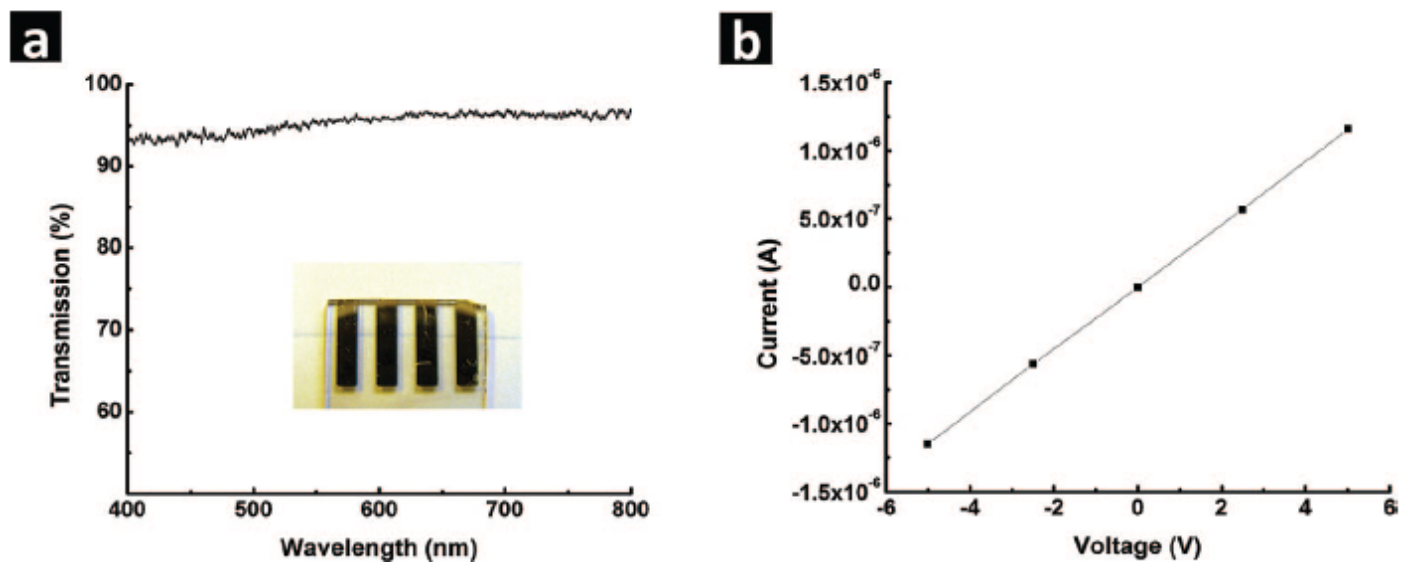 a
b
100
90
80
70
60
400
500
600
700
800
Transmission (%)
Wavelength (nm)
1.5x10⁻⁶
1.0x10⁻⁶
5.0x10⁻⁷
0.0
-5.0x10⁻⁷
-1.0x10⁻⁶
-1.5x10⁻⁶
-6
-4
-2
0
2
4
6
Current (A)
Voltage (V)